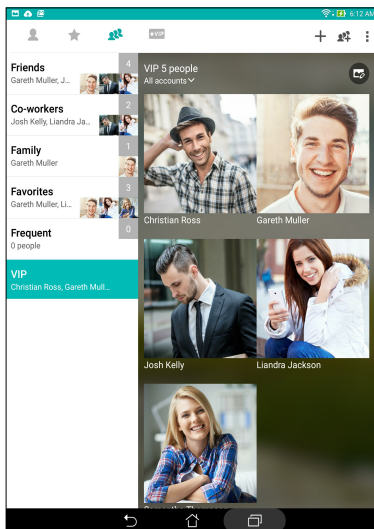 6:12 AM
VIP
Friends
4
Gareth Muller, J...
Co-workers
2
Josh Kelly, Liandra Ja...
Family
1
Gareth Muller
Favorites
3
Gareth Muller, Li...
Frequent
0
0 people
VIP
Christian Ross, Gareth Mull...
VIP 5 people
All accounts
Christian Ross
Gareth Muller
Josh Kelly
Liandra Jackson